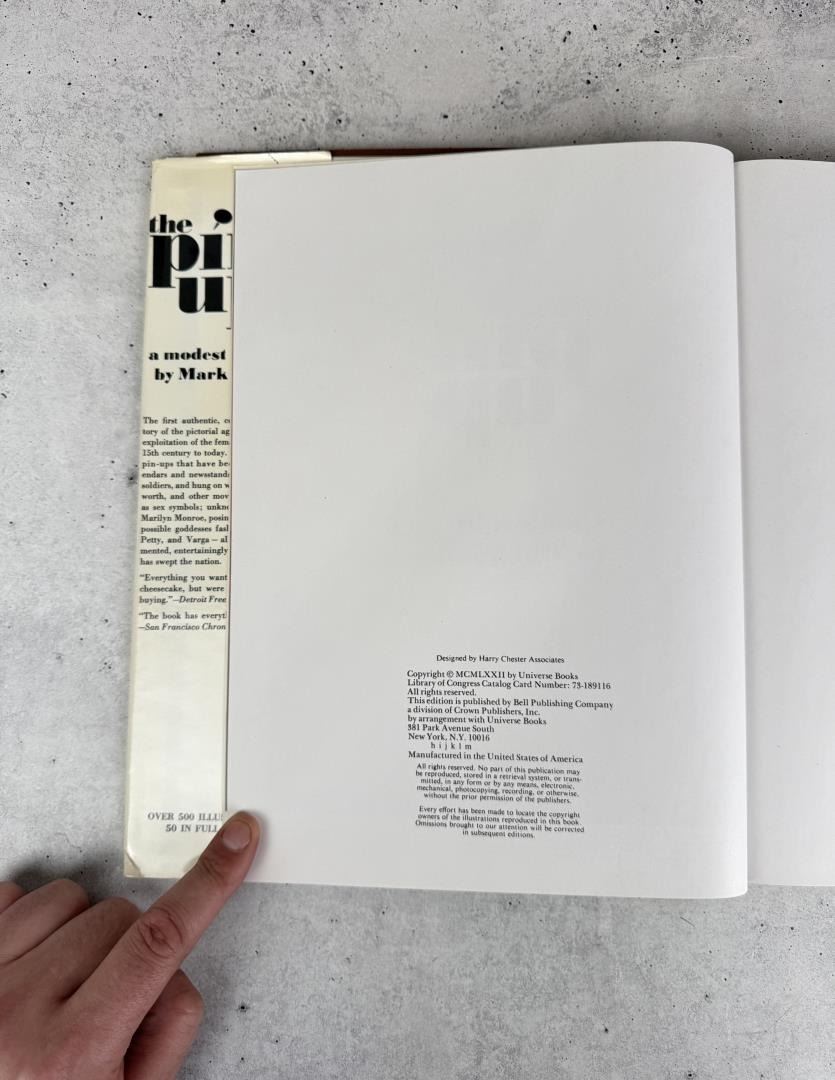 the
pi
u
a modest
by Mark
The first authentic, c
tory of the pictorial ag
exploitation of the fem
15th century to today.
pin-ups that have be
endars and newsstand
soldiers, and hung on w
worth, and other mov
as sex symbols; unkn
Marilyn Monroe, posin
possible goddesses fasl
Petty, and Varga — al
mented, entertainingly
has swept the nation.
“Everything you want
cheesecake, but were
buying.”—Detroit Free
“The book has everyt
—San Francisco Chron
OVER 500 ILLU
50 IN FULL
Designed by Harry Chester Associates
Copyright © MCMLXXII by Universe Books
Library of Congress Catalog Card Number: 73-189116
All rights reserved.
This edition is published by Bell Publishing Company
a division of Crown Publishers, Inc.
by arrangement with Universe Books
381 Park Avenue South
New York, N.Y. 10016
h i j k l m
Manufactured in the United States of America
All rights reserved. No part of this publication may
be reproduced, stored in a retrieval system, or trans-
mitted, in any form or by any means, electronic,
mechanical, photocopying, recording, or otherwise,
without the prior permission of the publishers.
Every effort has been made to locate the copyright
owners of the illustrations reproduced in this book.
Omissions brought to our attention will be corrected
in subsequent editions.